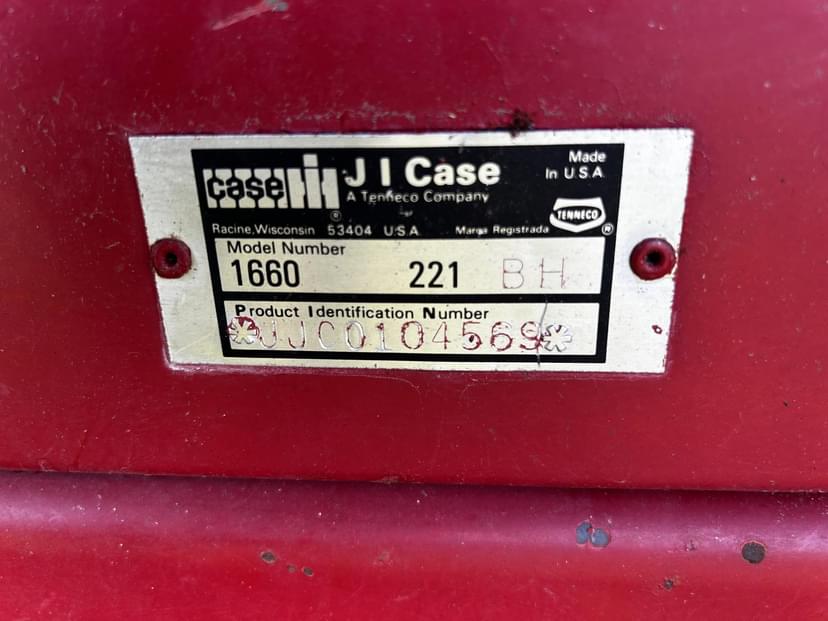 case IH J I Case Made
In U.S.A.
A Tenneco Company
TENNECO
®
®
Racine, Wisconsin 53404 U.S.A. Marca Registrada
Model Number
1660 221 BH
Product Identification Number
*JJC0104569*